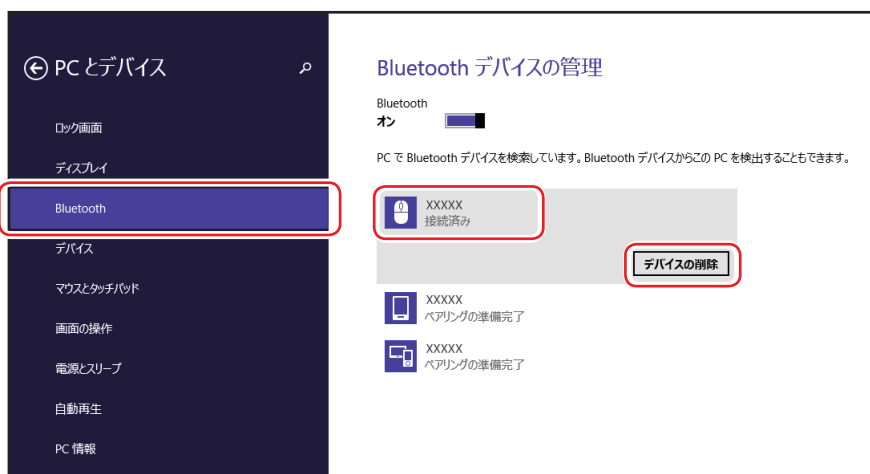 PC とデバイス
ロック画面
ディスプレイ
Bluetooth
デバイス
マウスとタッチパッド
画面の操作
電源とスリープ
自動再生
PC 情報
Bluetooth デバイスの管理
Bluetooth
オン
PC で Bluetooth デバイスを検索しています。Bluetooth デバイスからこの PC を検出することもできます。
XXXXX
接続済み
デバイスの削除
XXXXX
ペアリングの準備完了
XXXXX
ペアリングの準備完了